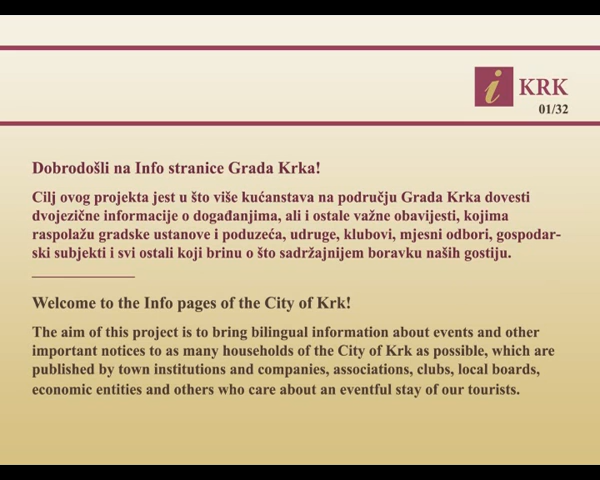 i KRK
01/32
Dobrodošli na Info stranice Grada Krka!
Cilj ovog projekta jest u što više kućanstava na području Grada Krka dovesti
dvojezične informacije o događanjima, ali i ostale važne obavijesti, kojima
raspolažu gradske ustanove i poduzeća, udruge, klubovi, mjesni odbori, gospodar-
ski subjekti i svi ostali koji brinu o što sadržajnijem boravku naših gostiju.
Welcome to the Info pages of the City of Krk!
The aim of this project is to bring bilingual information about events and other
important notices to as many households of the City of Krk as possible, which are
published by town institutions and companies, associations, clubs, local boards,
economic entities and others who care about an eventful stay of our tourists.